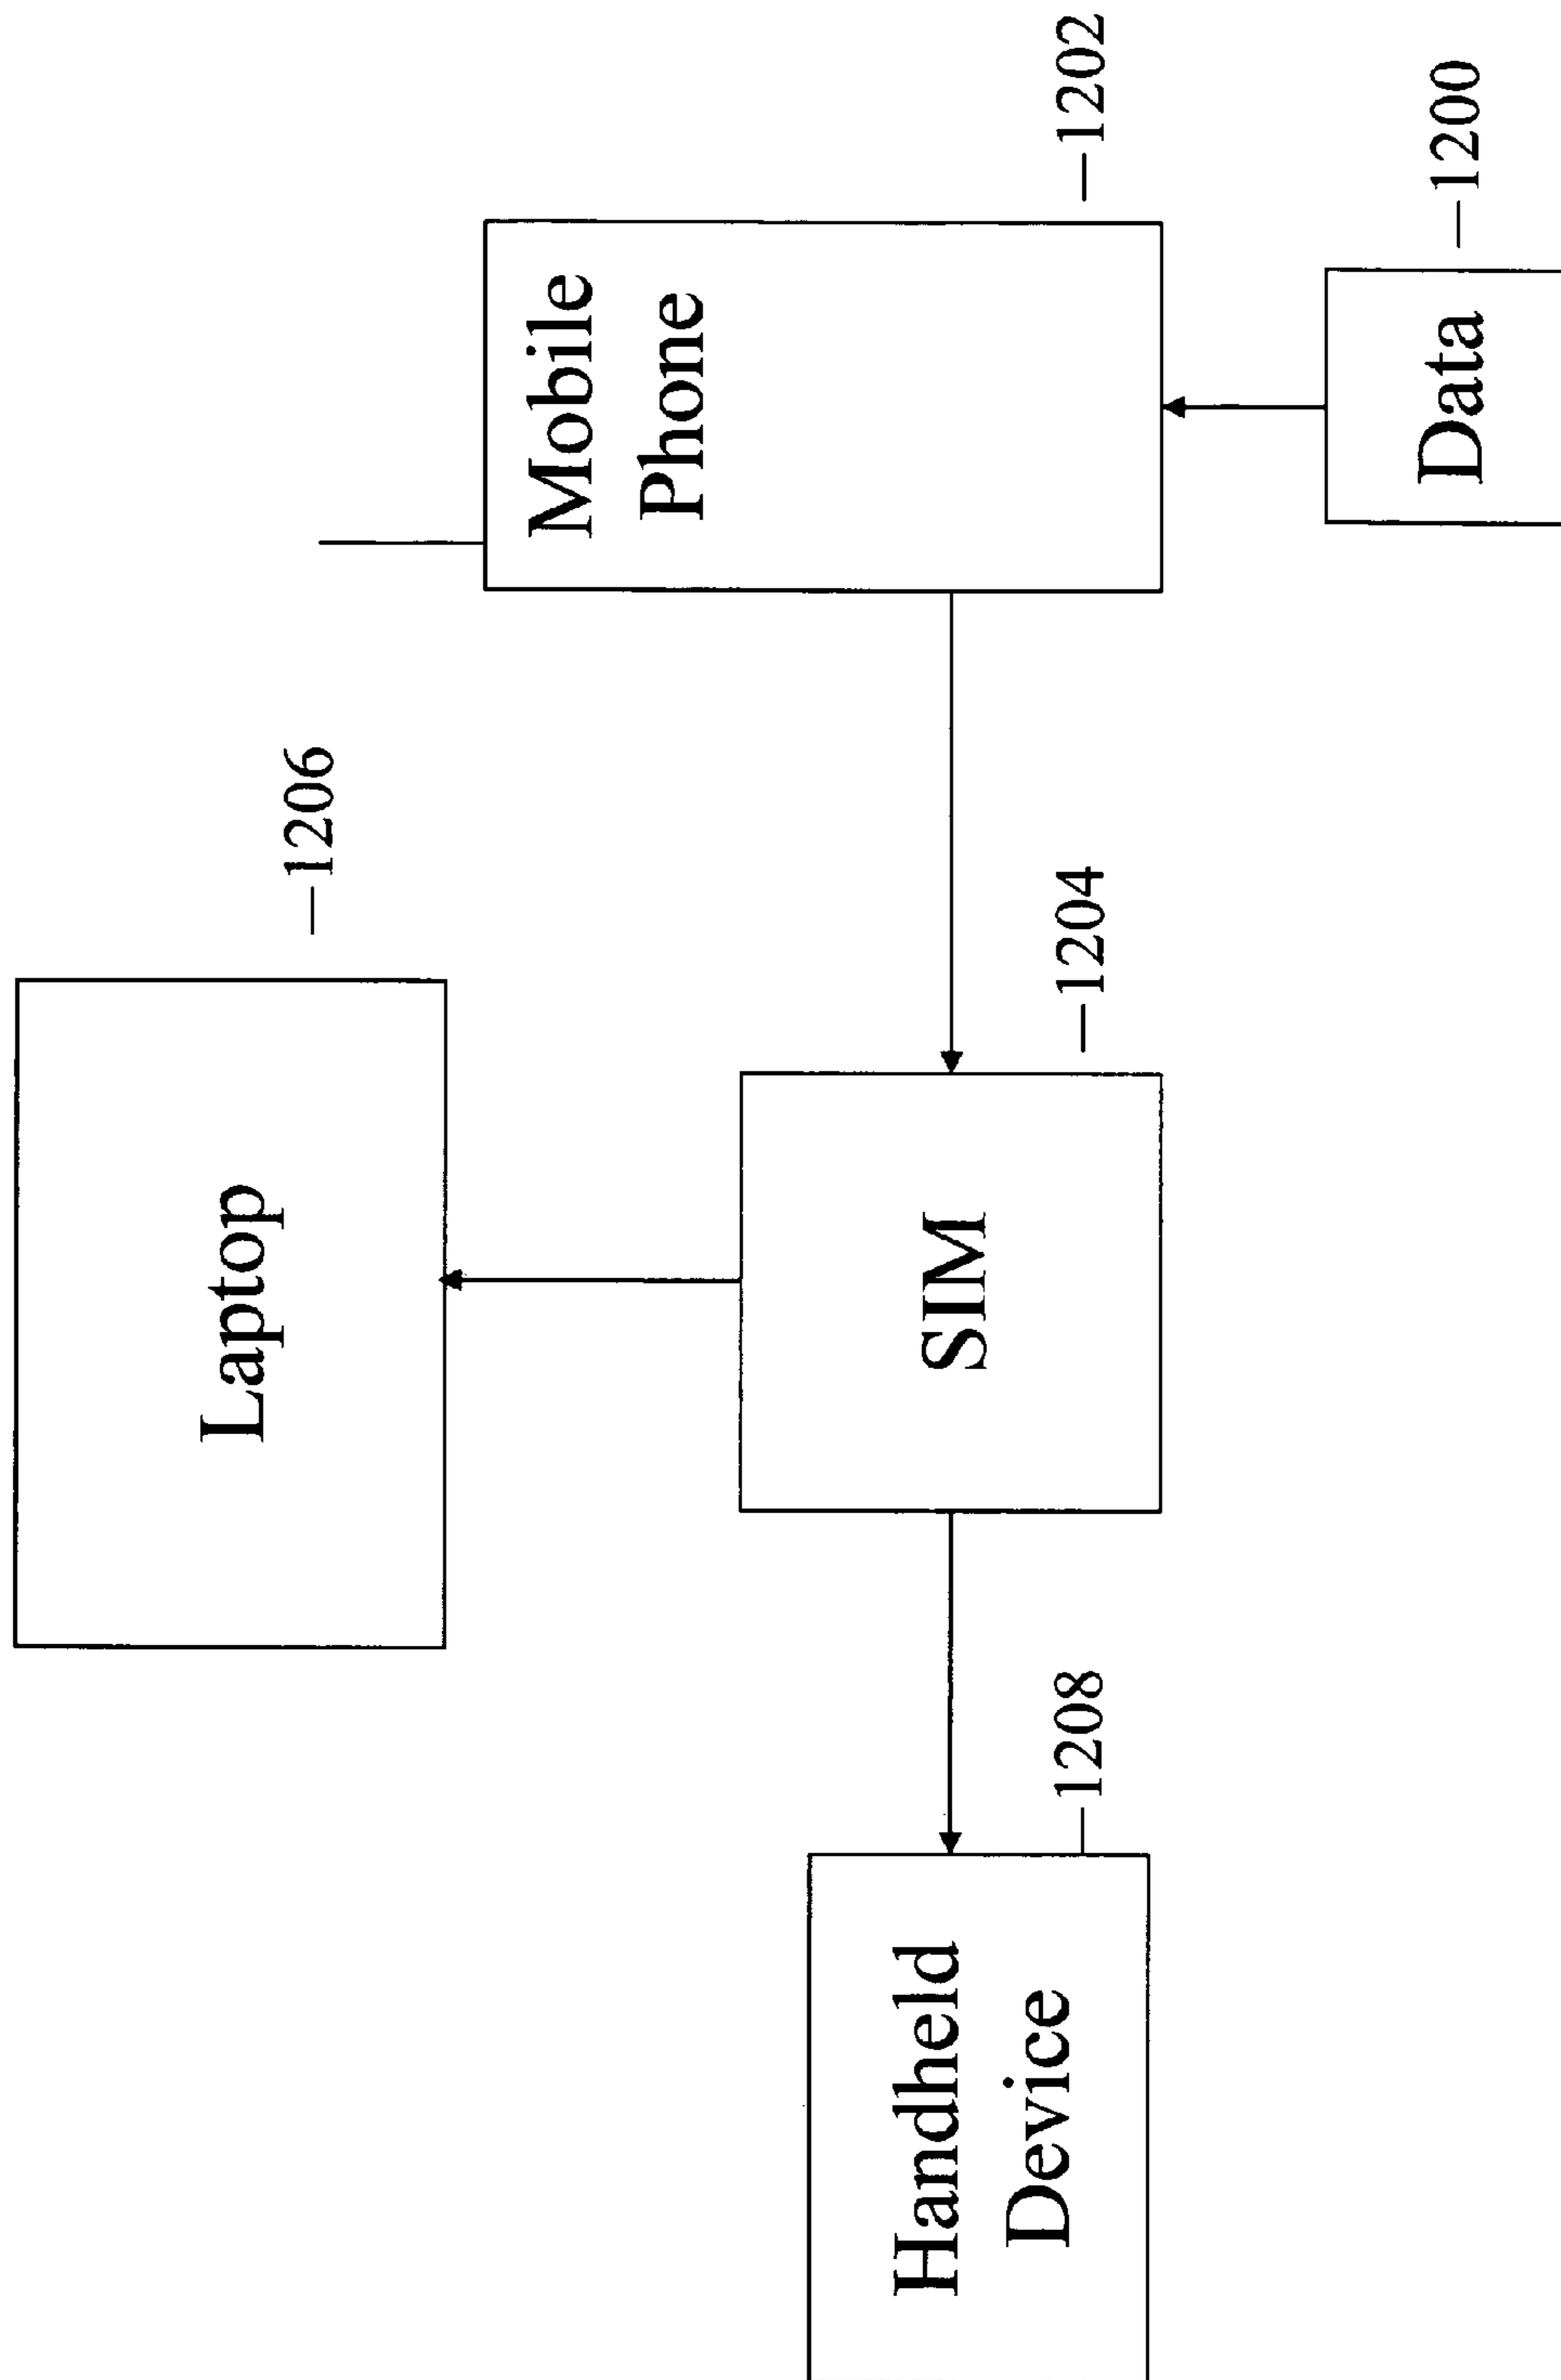 Laptop
1206
Mobile
Phone
1202
SIM
1204
Handheld
Device
1208
Data
1200